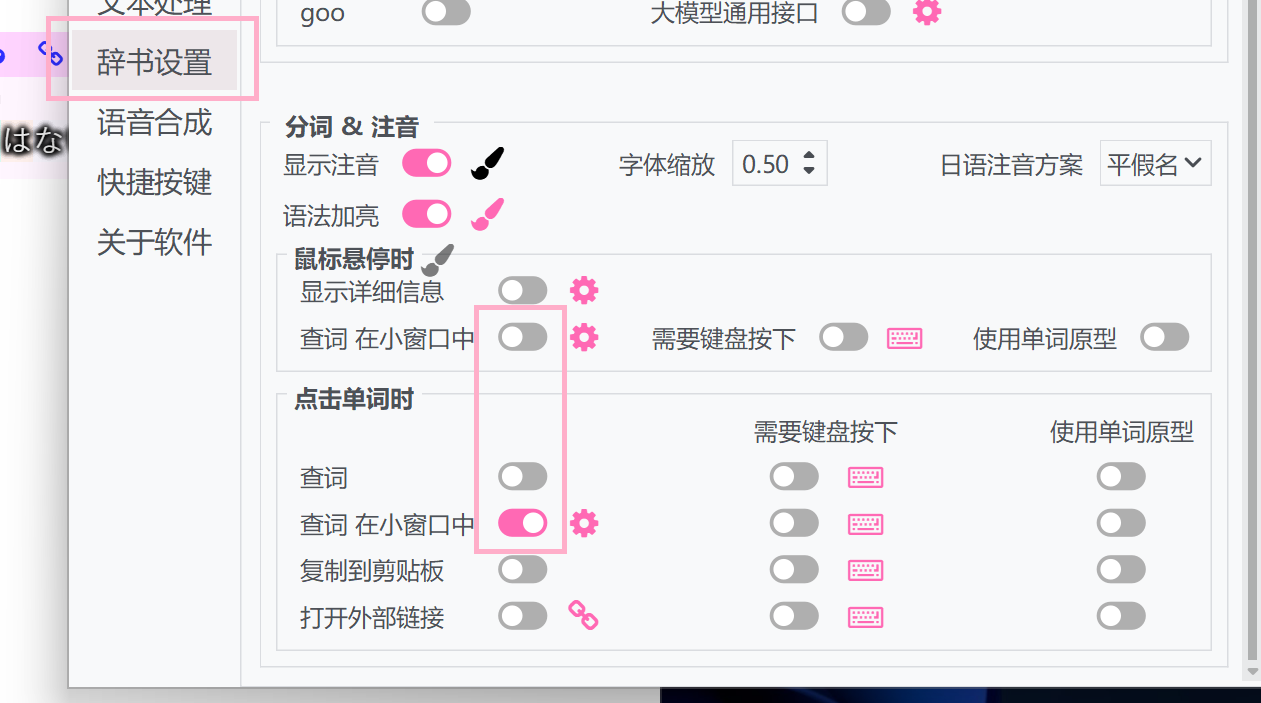 文本处理
辞书设置
语音合成
快捷按键
关于软件
はな
goo 大模型通用接口
分词 & 注音
显示注音 字体缩放 0.50 日语注音方案 平假名
语法加亮
鼠标悬停时
显示详细信息
查词 在小窗口中 需要键盘按下 使用单词原型
点击单词时
需要键盘按下 使用单词原型
查词
查词 在小窗口中
复制到剪贴板
打开外部链接